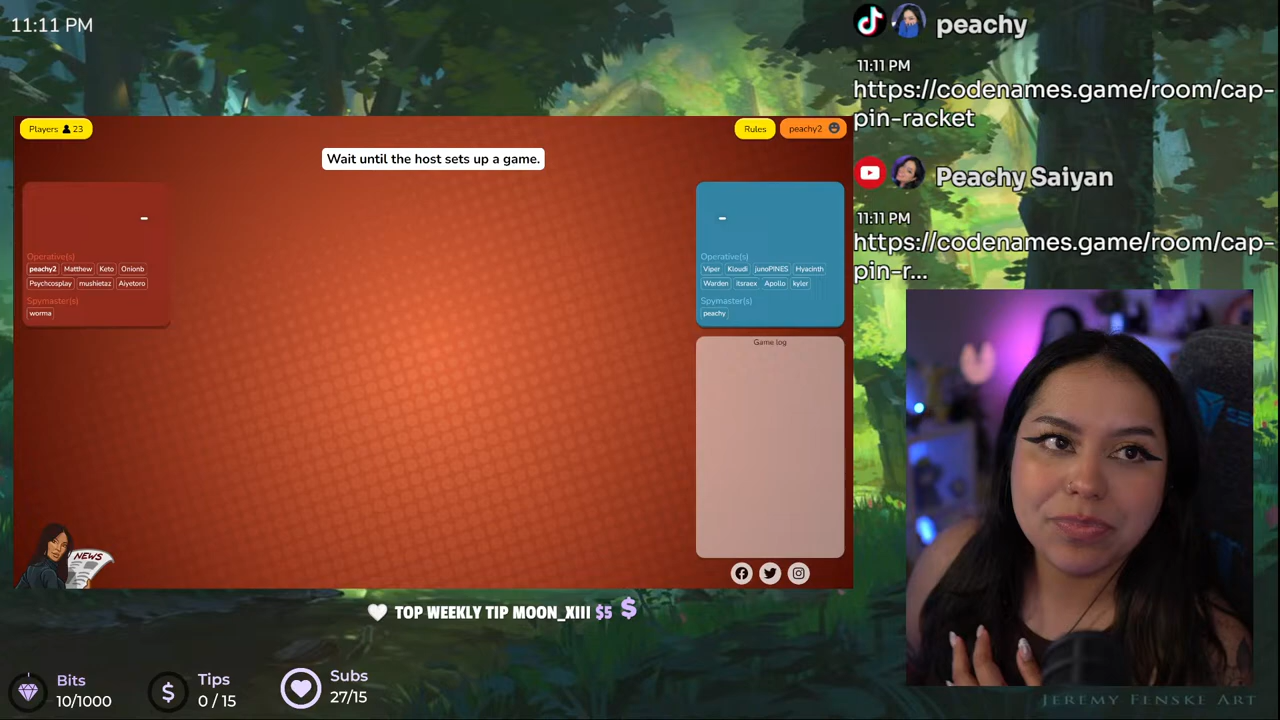 11:11 PM
peachy
11:11 PM
https://codenames.game/room/cap-
pin-racket
Peachy Saiyan
11:11 PM
https://codenames.game/room/cap-
pin-r...
Players 23
Rules
peachy2
Wait until the host sets up a game.
-
Operative(s)
peachy2 Matthew Keto Onionb
Psychcosplay mushietaz Aiyetoro
Spymaster(s)
worma
-
Operative(s)
Viper Kloudi junoPINES Hyacinth
Warden itsraex Apollo kyler
Spymaster(s)
peachy
Game log
NEWS
TOP WEEKLY TIP MOON_XIII $5 $
Bits
10/1000
$
Tips
0 / 15
Subs
27/15
JEREMY FENSKE ART